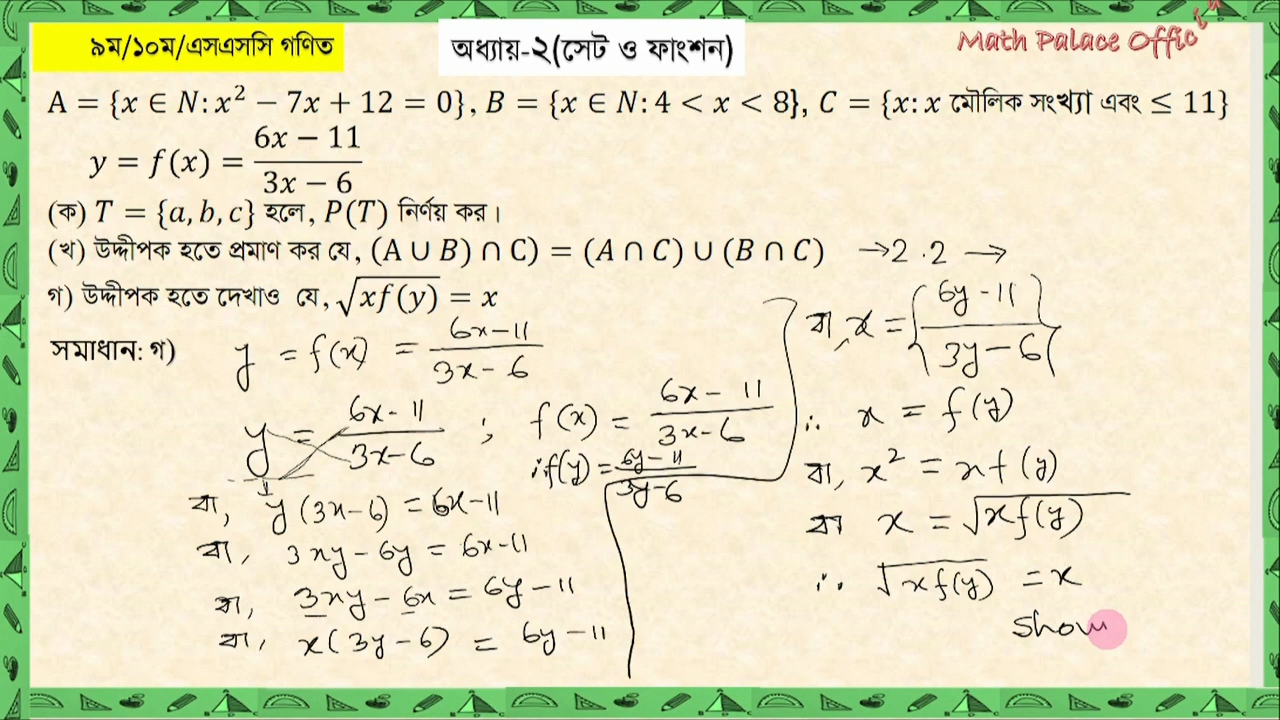 ৯ম/১০ম/এসএসসি গণিত
অধ্যায়-২(সেট ও ফাংশন)
Math Palace Offic
A = {x ∈ N: x² − 7x + 12 = 0}, B = {x ∈ N: 4 < x < 8}, C = {x: x মৌলিক সংখ্যা এবং ≤ 11}
y = f(x) = (6x − 11)/(3x − 6)
(ক) T = {a, b, c} হলে, P(T) নির্ণয় কর।
(খ) উদ্দীপক হতে প্রমাণ কর যে, (A ∪ B) ∩ C) = (A ∩ C) ∪ (B ∩ C) →2.2 →
গ) উদ্দীপক হতে দেখাও যে, √(xf(y)) = x
সমাধান: গ) y = f(x) = (6x-11)/(3x-6)
y = (6x-11)/(3x-6) ; f(x) = (6x-11)/(3x-6)
∴f(y) = (6y-11)/(3y-6)
বা, y(3x-6) = 6x-11
বা, 3xy-6y = 6x-11
বা, 3xy-6x = 6y-11
বা, x(3y-6) = 6y-11
বা, x = {(6y-11)/(3y-6)}
∴ x = f(y)
বা, x² = xf(y)
বা x = √(xf(y))
∴ √(xf(y)) = x
Show